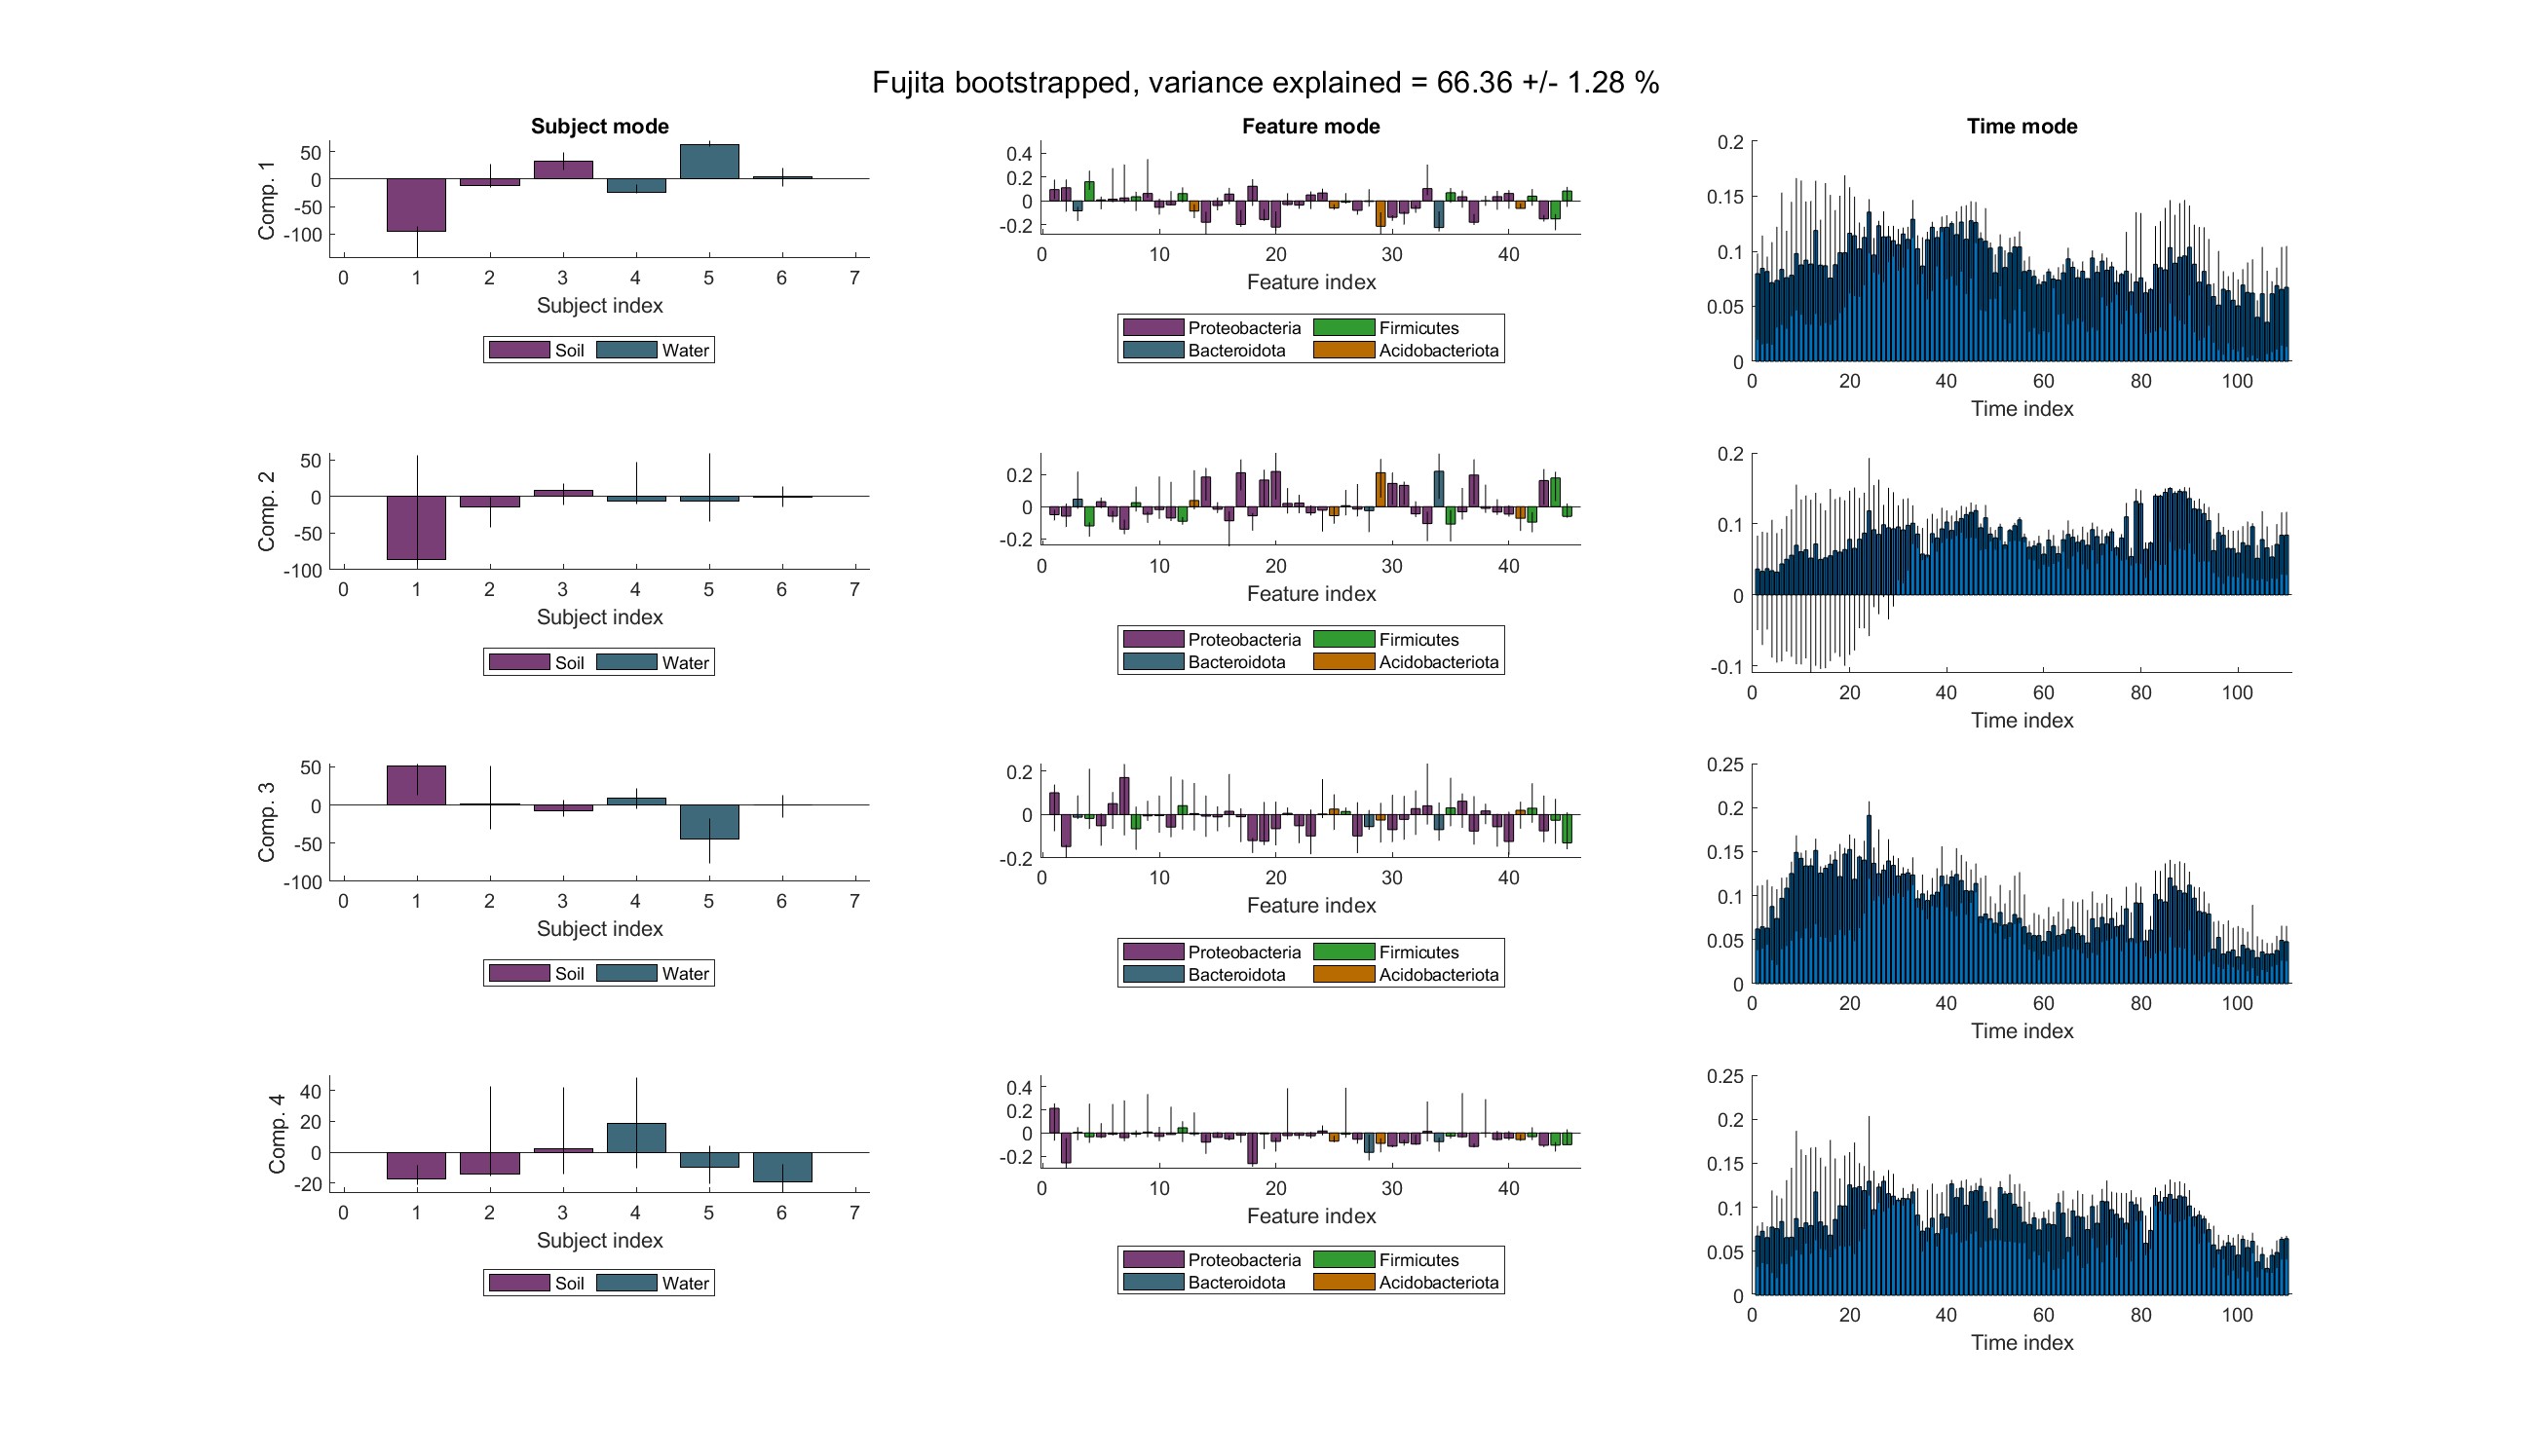 Fujita bootstrapped, variance explained = 66.36 +/- 1.28 %
Subject mode
Comp. 1
50
0
-50
-100
0 1 2 3 4 5 6 7
Subject index
Soil Water
Feature mode
0.4
0.2
0
-0.2
0 10 20 30 40
Feature index
Proteobacteria Firmicutes
Bacteroidota Acidobacteriota
Time mode
0.2
0.15
0.1
0.05
0
0 20 40 60 80 100
Time index
Comp. 2
50
0
-50
-100
0 1 2 3 4 5 6 7
Subject index
Soil Water
0.2
0
-0.2
0 10 20 30 40
Feature index
Proteobacteria Firmicutes
Bacteroidota Acidobacteriota
0.2
0.1
0
-0.1
0 20 40 60 80 100
Time index
Comp. 3
50
0
-50
-100
0 1 2 3 4 5 6 7
Subject index
Soil Water
0.2
0
-0.2
0 10 20 30 40
Feature index
Proteobacteria Firmicutes
Bacteroidota Acidobacteriota
0.25
0.2
0.15
0.1
0.05
0
0 20 40 60 80 100
Time index
Comp. 4
40
20
0
-20
0 1 2 3 4 5 6 7
Subject index
Soil Water
0.4
0.2
0
-0.2
0 10 20 30 40
Feature index
Proteobacteria Firmicutes
Bacteroidota Acidobacteriota
0.25
0.2
0.15
0.1
0.05
0
0 20 40 60 80 100
Time index